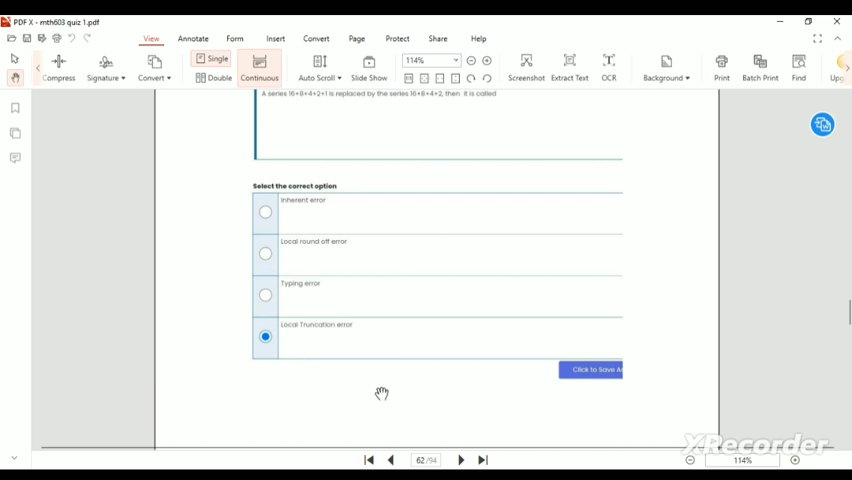 PDF X - mth603 quiz 1.pdf
View Annotate Form Insert Convert Page Protect Share Help
Compress Signature Convert Single Double Continuous Auto Scroll Slide Show 114% Screenshot Extract Text OCR Background Print Batch Print Find Upg
A series 16+8+4+2+1 is replaced by the series 16+8+4+2, then it is called
Select the correct option
Inherent error
Local round off error
Typing error
Local Truncation error
Click to Save A
XRecorder
62 /94
114%